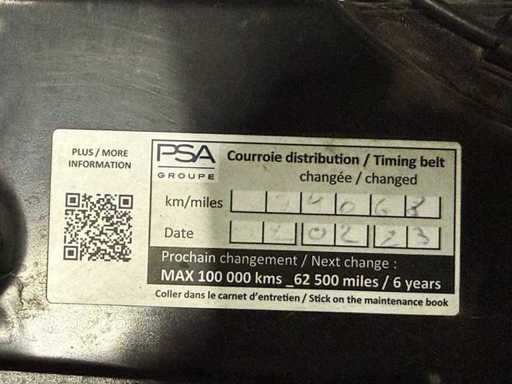 PLUS / MORE
INFORMATION
PSA
GROUPE
Courroie distribution / Timing belt
changée / changed
km/miles
Date
Prochain changement / Next change :
MAX 100 000 kms _62 500 miles / 6 years
Coller dans le carnet d'entretien / Stick on the maintenance book